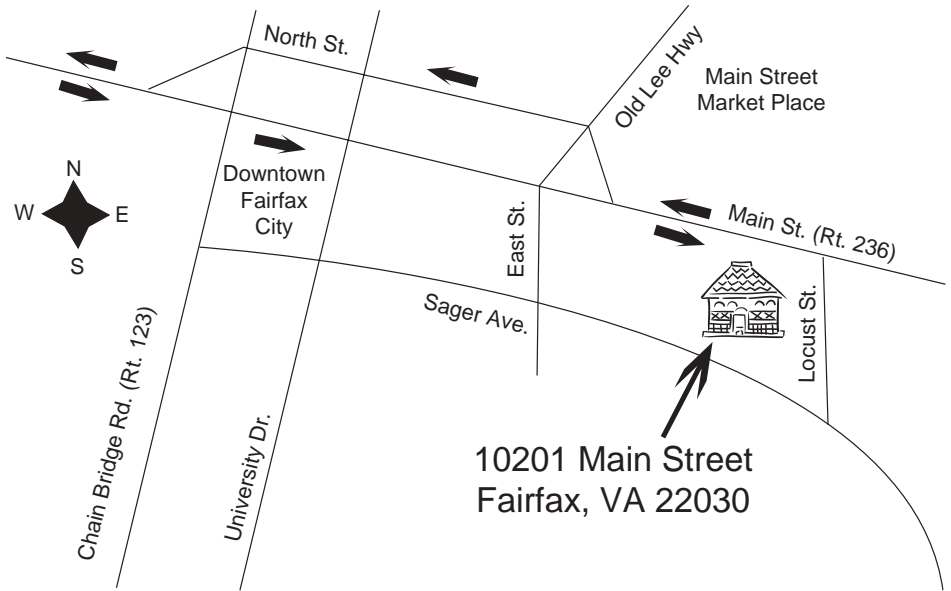 North St.
Old Lee Hwy
Main Street
Market Place
N
W
E
S
Downtown
Fairfax
City
East St.
Main St. (Rt. 236)
Sager Ave.
Locust St.
Chain Bridge Rd. (Rt. 123)
University Dr.
10201 Main Street
Fairfax, VA 22030